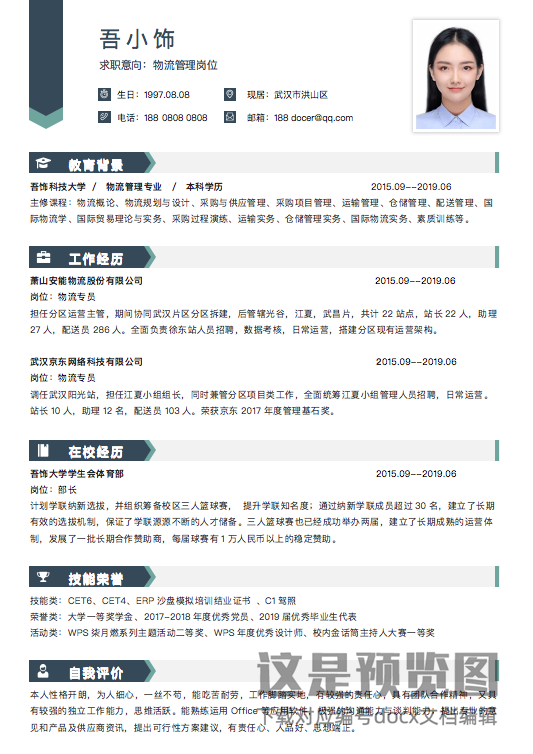 吾小饰
求职意向：物流管理岗位
生日：1997.08.08
现居：武汉市洪山区
电话：188 0808 0808
邮箱：188 docer@qq.com
教育背景
吾饰科技大学 / 物流管理专业 / 本科学历 2015.09--2019.06
主修课程：物流概论、物流规划与设计、采购与供应管理、采购项目管理、运输管理、仓储管理、配送管理、国
际物流学、国际贸易理论与实务、采购过程演练、运输实务、仓储空管理实务、国际物流实务、素质训练等。
工作经历
萧山安能物流股份有限公司 2015.09--2019.06
岗位：物流专员
担任分区运营主管，期间协同武汉片区分区拆建，后管辖光谷，江夏，武昌片，共计 22 站点，站长 22 人，助理
27 人，配送员 286 人。全面负责徐东站人员招聘，数据考核，日常运营，搭建分区现有运营架构。
武汉京东网络科技有限公司 2015.09--2019.06
岗位：物流专员
调任武汉阳光站，担任江夏小组组长，同时兼管分区项目类工作，全面统筹江夏小组管理人员招聘，日常运营。
站长 10 人，助理 12 名，配送员 103 人。荣获京东 2017 年度管理基石奖。
在校经历
吾饰大学学生会体育部 2015.09--2019.06
岗位：部长
计划学联纳新选拔，并组织筹备校区三人篮球赛， 提升学联知名度；通过纳新学联成员超过 30 名，建立了长期
有效的选拔机制，保证了学联源源不断的人才储备。三人篮球赛也已经成功举办两届，建立了长期成熟的运营体
制，发展了一批长期合作赞助商，每届球赛有 1 万人民币以上的稳定赞助。
技能荣誉
技能类：CET6、CET4、ERP 沙盘模拟培训结业证书 、C1 驾照
荣誉类：大学一等奖学金、2017-2018 年度优秀党员、2019 届优秀毕业生代表
活动类：WPS 柒月燃系列主题活动二等奖、WPS 年度优秀设计师、校内金话筒主持人大赛一等奖
自我评价
这是预览图
本人性格开朗，为人细心，一丝不苟，能吃苦耐劳，工作脚踏实地，有较强的责任心，具有团队合作精神，又具
有较强的独立工作能力，思维活跃。能熟练运用 Office 等应用软件，极强的沟通能力与谈判能力，提出专业的意
下载对应编号docx文档编辑
见和产品及供应商资讯，提出可行性方案建议，有责任心、人品好、思想端正。